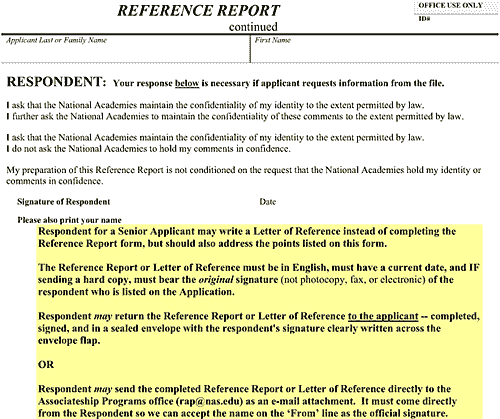 REFERENCE REPORT
OFFICE USE ONLY
continued
ID#
Applicant Last or Family Name
First Name
RESPONDENT: Your response below is necessary if applicant requests information from the file.
I ask that the National Academies maintain the confidentiality of my identity to the extent permitted by law.
I further ask the National Academies to maintain the confidentiality of these comments to the extent permitted by law.
I ask that the National Academies maintain the confidentiality of my identity to the extent permitted by law.
I do not ask the National Academies to hold my comments in confidence.
My preparation of this Reference Report is not conditioned on the request that the National Academies hold my identity or
comments in confidence.
Signature of Respondent
Date
Please also print your name
Respondent for a Senior Applicant may write a Letter of Reference instead of completing the
Reference Report form, but should also address the points listed on this form.
The Reference Report or Letter of Reference must be in English, must have a current date, and IF
sending a hard copy, must bear the original signature (not photocopy, fax, or electronic) of
the respondent who is listed on the Application.
Respondent may return the Reference Report or Letter of Reference to the applicant -- completed,
signed, and in a sealed envelope with the respondent's signature clearly written across the
envelope flap.
OR
Respondent may send the completed Reference Report or Letter of Reference directly to the
Associateship Programs office (rap@nas.edu) as an e-mail attachment. It must come directly
from the Respondent so we can accept the name on the 'From' line as the official signature.